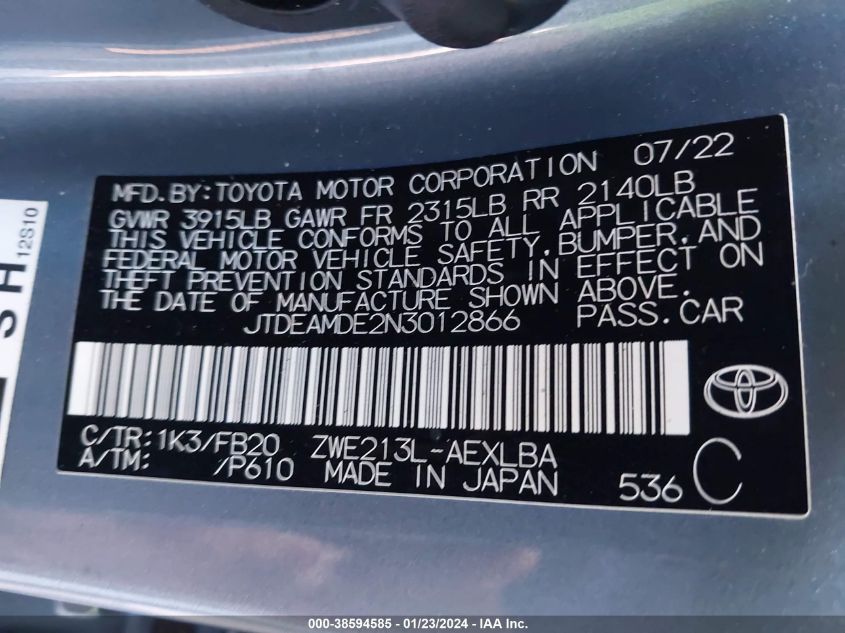 MFD.BY:TOYOTA MOTOR CORPORATION 07/22
GVWR 3915LB GAWR FR 2315LB RR 2140LB
THIS VEHICLE CONFORMS TO ALL APPLICABLE
FEDERAL MOTOR VEHICLE SAFETY,BUMPER,AND
THEFT PREVENTION STANDARDS IN EFFECT ON
THE DATE OF MANUFACTURE SHOWN ABOVE.
JTDEAMDE2N3012866 PASS.CAR
C/TR:1K3/FB20 ZWE213L-AEXLBA
A/TM: /P610 MADE IN JAPAN 536 C
SH
12S10
000-38594585 - 01/23/2024 - IAA Inc.